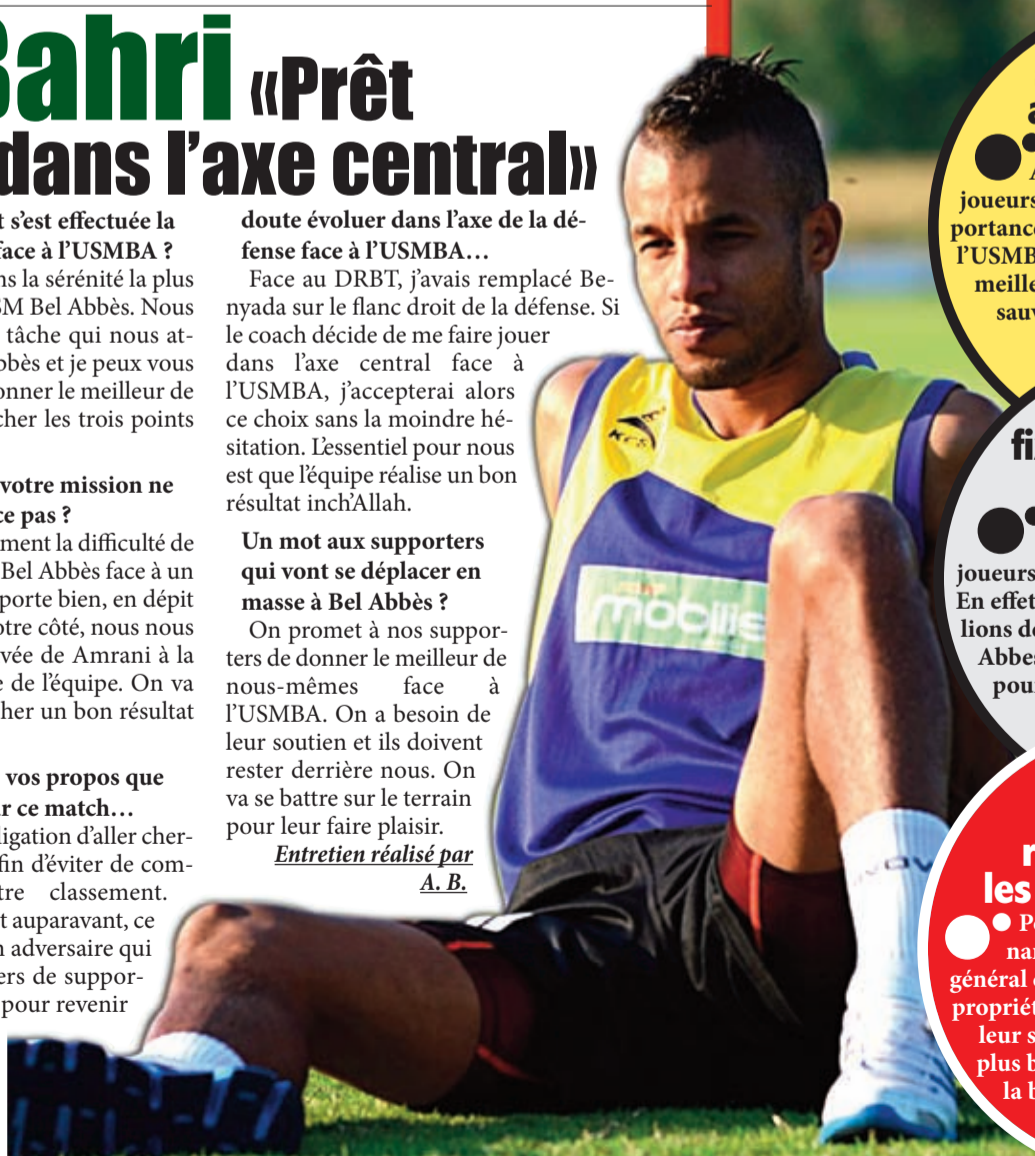 Bahri «Prêt
dans l’axe central»
t s’est effectuée la
face à l’USMBA ?
ns la sérénité la plus
SM Bel Abbès. Nous
tâche qui nous at-
bbès et je peux vous
onner le meilleur de
cher les trois points
votre mission ne
ce pas ?
ment la difficulté de
Bel Abbès face à un
porte bien, en dépit
otre côté, nous nous
vée de Amrani à la
e de l’équipe. On va
her un bon résultat
vos propos que
ur ce match…
ligation d’aller cher-
fin d’éviter de com-
tre classement.
t auparavant, ce
n adversaire qui
ers de suppor-
pour revenir
doute évoluer dans l’axe de la dé-
fense face à l’USMBA…
Face au DRBT, j’avais remplacé Be-
nyada sur le flanc droit de la défense. Si
le coach décide de me faire jouer
dans l’axe central face à
l’USMBA, j’accepterai alors
ce choix sans la moindre hé-
sitation. L’essentiel pour nous
est que l’équipe réalise un bon
résultat inch’Allah.
Un mot aux supporters
qui vont se déplacer en
masse à Bel Abbès ?
On promet à nos suppor-
ters de donner le meilleur de
nous-mêmes face à
l’USMBA. On a besoin de
leur soutien et ils doivent
rester derrière nous. On
va se battre sur le terrain
pour leur faire plaisir.
Entretien réalisé par
A. B.
mobilis
a
A
joueurs
portance
l’USMB
meille
sauv
fi
joueurs
En effet
lions de
Abbes
pour
r
les
P
nar
général
propriét
leur s
plus b
la b